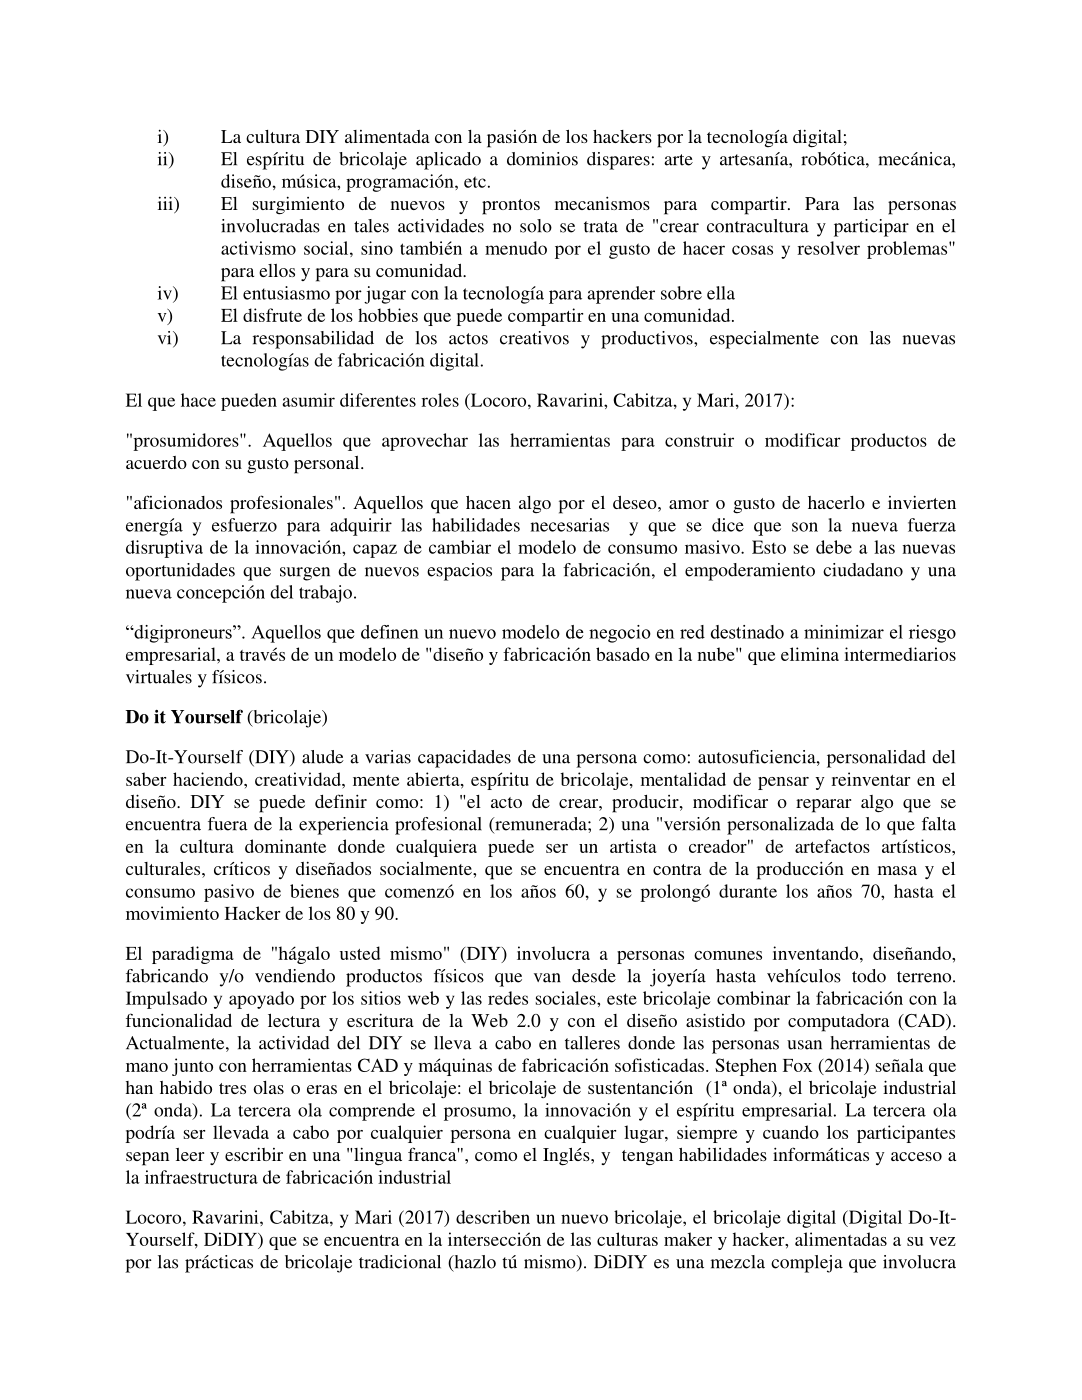 i) La cultura DIY alimentada con la pasión de los hackers por la tecnología digital;
ii) El espíritu de bricolaje aplicado a dominios dispares: arte y artesanía, robótica, mecánica,
diseño, música, programación, etc.
iii) El surgimiento de nuevos y prontos mecanismos para compartir. Para las personas
involucradas en tales actividades no solo se trata de "crear contracultura y participar en el
activismo social, sino también a menudo por el gusto de hacer cosas y resolver problemas"
para ellos y para su comunidad.
iv) El entusiasmo por jugar con la tecnología para aprender sobre ella
v) El disfrute de los hobbies que puede compartir en una comunidad.
vi) La responsabilidad de los actos creativos y productivos, especialmente con las nuevas
tecnologías de fabricación digital.
El que hace pueden asumir diferentes roles (Locoro, Ravarini, Cabitza, y Mari, 2017):
"prosumidores". Aquellos que aprovechar las herramientas para construir o modificar productos de
acuerdo con su gusto personal.
"aficionados profesionales". Aquellos que hacen algo por el deseo, amor o gusto de hacerlo e invierten
energía y esfuerzo para adquirir las habilidades necesarias  y que se dice que son la nueva fuerza
disruptiva de la innovación, capaz de cambiar el modelo de consumo masivo. Esto se debe a las nuevas
oportunidades que surgen de nuevos espacios para la fabricación, el empoderamiento ciudadano y una
nueva concepción del trabajo.
“digiproneurs”. Aquellos que definen un nuevo modelo de negocio en red destinado a minimizar el riesgo
empresarial, a través de un modelo de "diseño y fabricación basado en la nube" que elimina intermediarios
virtuales y físicos.
Do it Yourself (bricolaje)
Do-It-Yourself (DIY) alude a varias capacidades de una persona como: autosuficiencia, personalidad del
saber haciendo, creatividad, mente abierta, espíritu de bricolaje, mentalidad de pensar y reinventar en el
diseño. DIY se puede definir como: 1) "el acto de crear, producir, modificar o reparar algo que se
encuentra fuera de la experiencia profesional (remunerada; 2) una "versión personalizada de lo que falta
en la cultura dominante donde cualquiera puede ser un artista o creador" de artefactos artísticos,
culturales, críticos y diseñados socialmente, que se encuentra en contra de la producción en masa y el
consumo pasivo de bienes que comenzó en los años 60, y se prolongó durante los años 70, hasta el
movimiento Hacker de los 80 y 90.
El paradigma de "hágalo usted mismo" (DIY) involucra a personas comunes inventando, diseñando,
fabricando y/o vendiendo productos físicos que van desde la joyería hasta vehículos todo terreno.
Impulsado y apoyado por los sitios web y las redes sociales, este bricolaje combinar la fabricación con la
funcionalidad de lectura y escritura de la Web 2.0 y con el diseño asistido por computadora (CAD).
Actualmente, la actividad del DIY se lleva a cabo en talleres donde las personas usan herramientas de
mano junto con herramientas CAD y máquinas de fabricación sofisticadas. Stephen Fox (2014) señala que
han habido tres olas o eras en el bricolaje: el bricolaje de sustentanción  (1ª onda), el bricolaje industrial
(2ª onda). La tercera ola comprende el prosumo, la innovación y el espíritu empresarial. La tercera ola
podría ser llevada a cabo por cualquier persona en cualquier lugar, siempre y cuando los participantes
sepan leer y escribir en una "lingua franca", como el Inglés, y  tengan habilidades informáticas y acceso a
la infraestructura de fabricación industrial
Locoro, Ravarini, Cabitza, y Mari (2017) describen un nuevo bricolaje, el bricolaje digital (Digital Do-It-
Yourself, DiDIY) que se encuentra en la intersección de las culturas maker y hacker, alimentadas a su vez
por las prácticas de bricolaje tradicional (hazlo tú mismo). DiDIY es una mezcla compleja que involucra